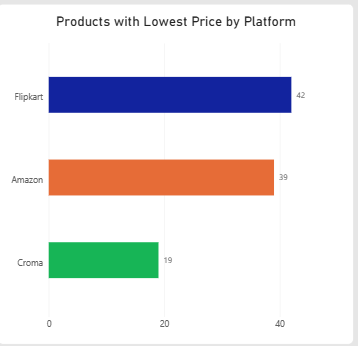 Products with Lowest Price by Platform
Flipkart 42
Amazon 39
Croma 19
0 20 40